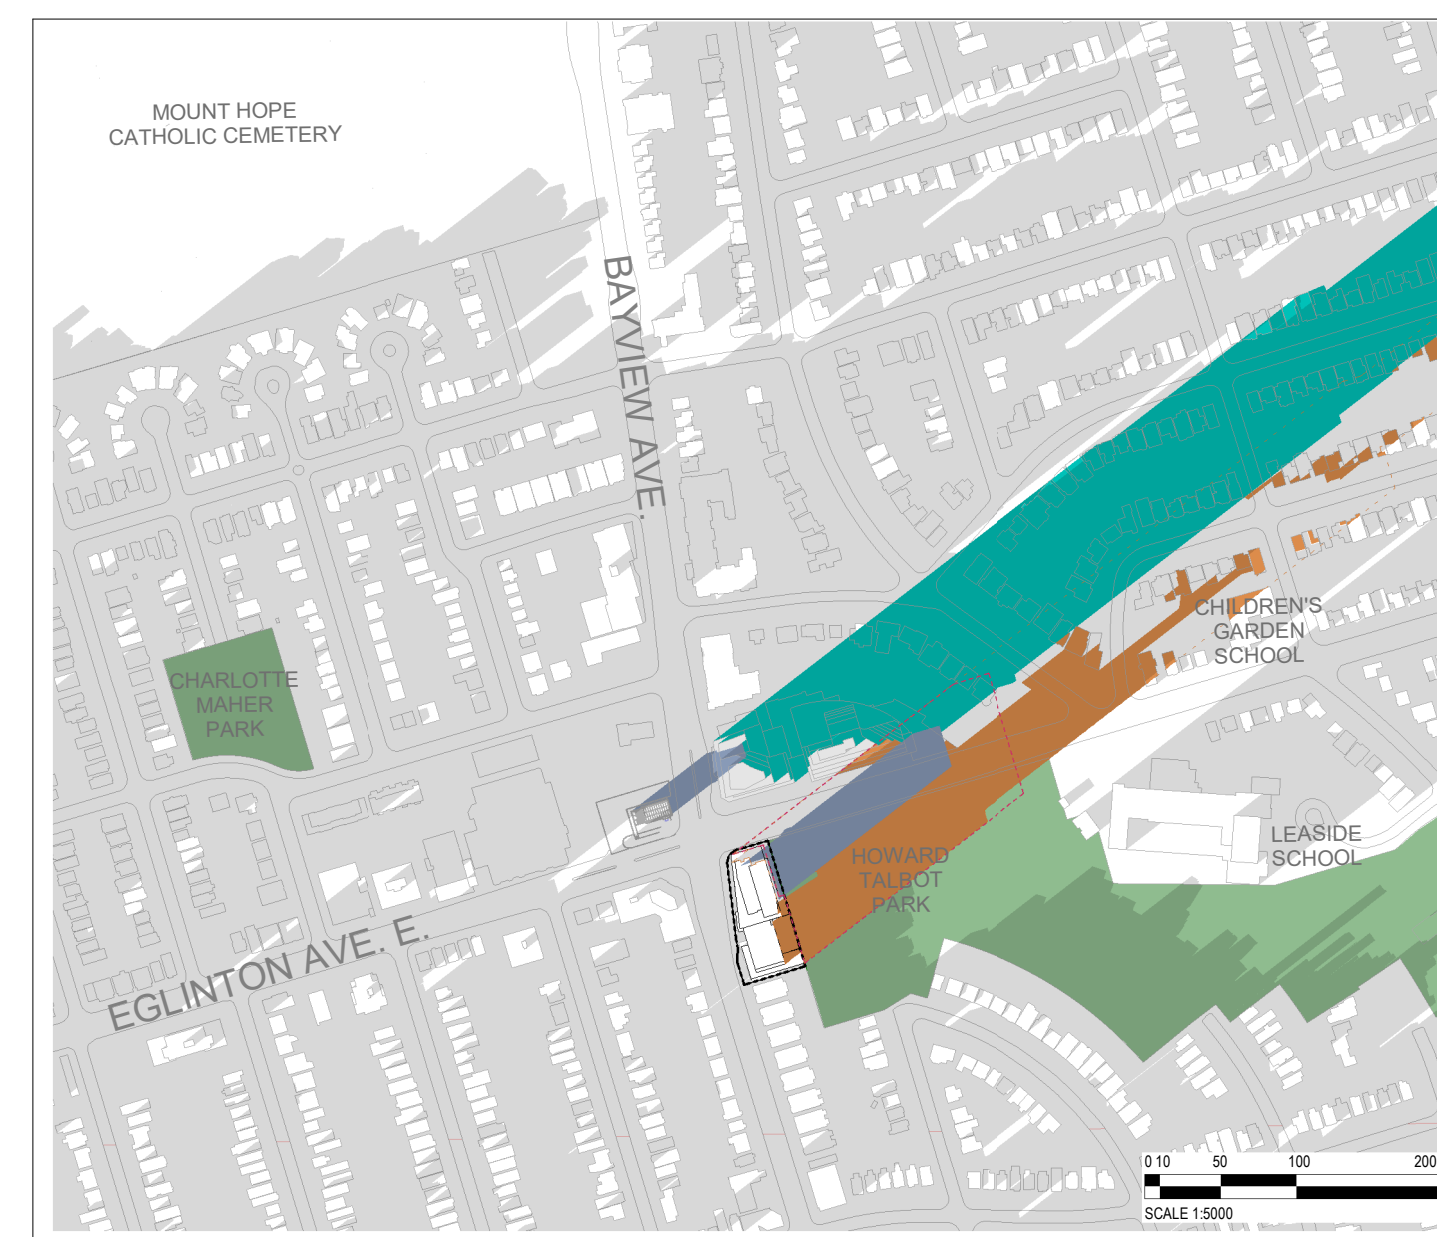 MOUNT HOPE
CATHOLIC CEMETERY
BAYVIEW AVE.
CHILDREN'S
GARDEN
SCHOOL
CHARLOTTE
MAHER
PARK
LEASIDE
SCHOOL
HOWARD
TALBOT
PARK
EGLINTON AVE. E.
0 10 50 100 200
SCALE 1:5000